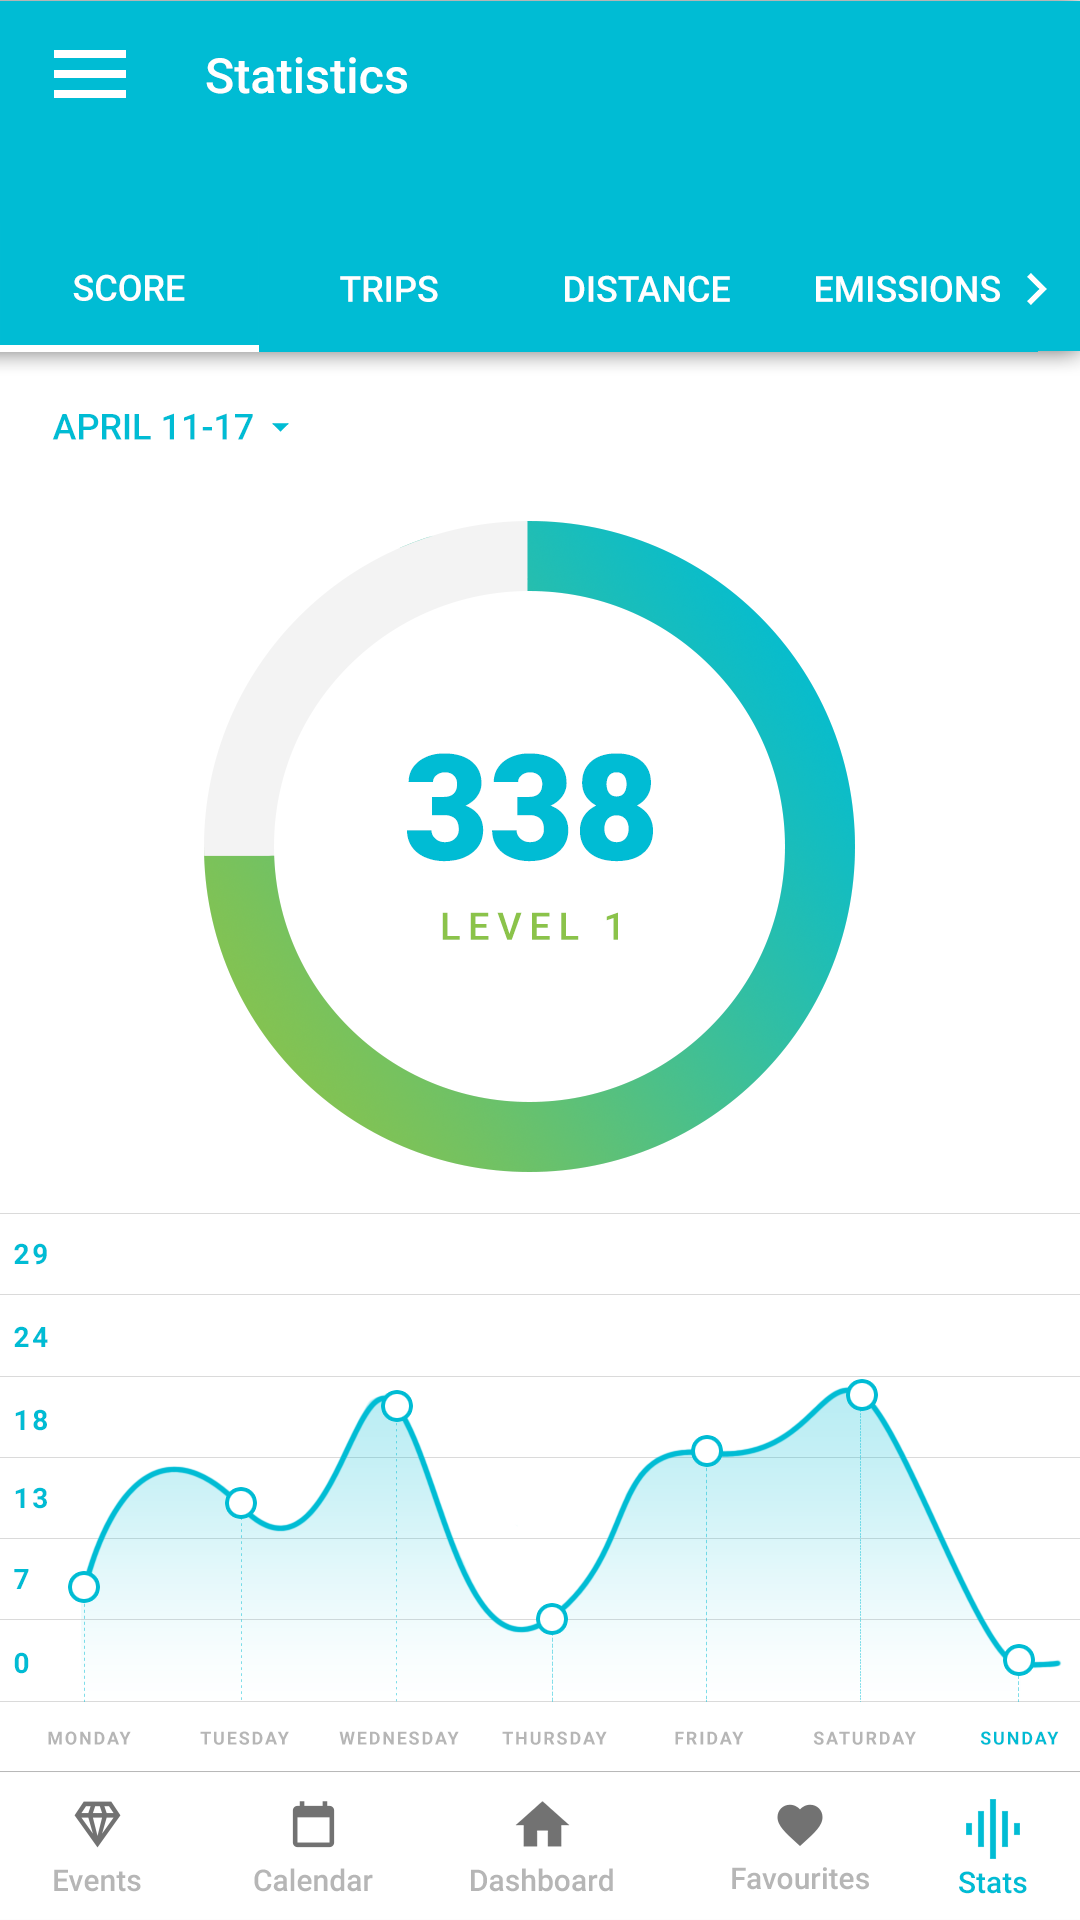 Statistics
SCORE TRIPS DISTANCE EMISSIONS
APRIL 11-17
338
LEVEL 1
29
24
18
13
7
0
MONDAY TUESDAY WEDNESDAY THURSDAY FRIDAY SATURDAY SUNDAY
Events Calendar Dashboard Favourites Stats